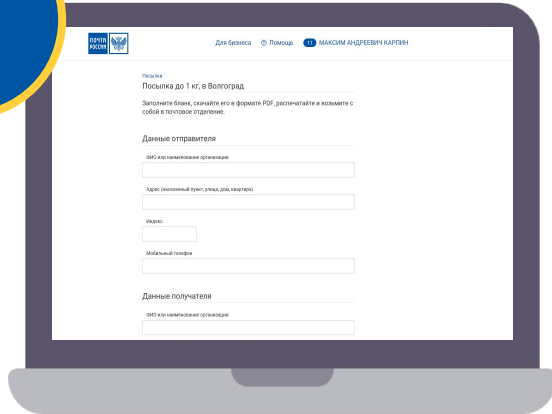 ПОЧТА
РОССИИ
Для бизнеса
Помощь
11
МАКСИМ АНДРЕЕВИЧ КАРПИН
Посылки
Посылка до 1 кг, в Волгоград
Заполните бланк, скачайте его в формате PDF, распечатайте и возьмите с
собой в почтовое отделение.
Данные отправителя
ФИО или наименование организации
Адрес (населенный пункт, улица, дом, квартира)
Индекс
Мобильный телефон
Данные получателя
ФИО или наименование организации